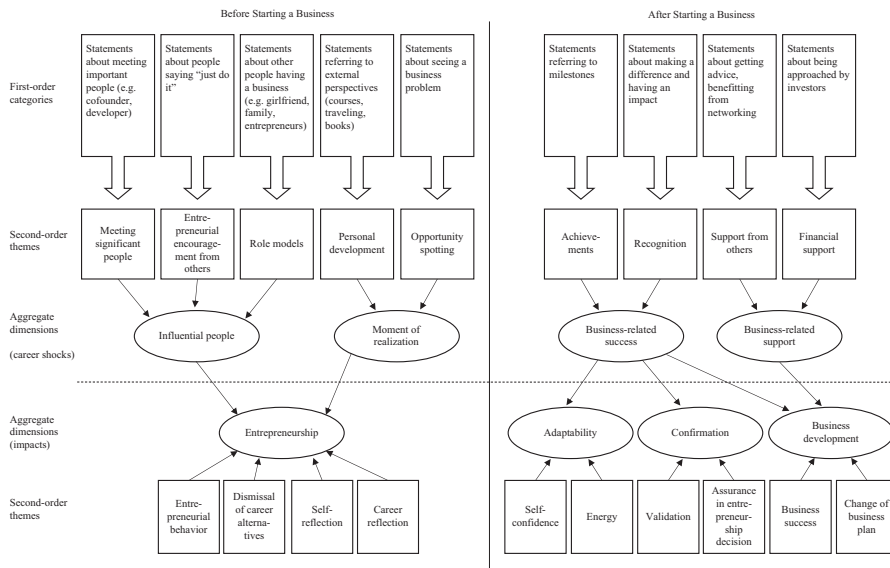 Before Starting a Business
After Starting a Business
First-order
categories
Statements
about meeting
important
people (e.g.
cofounder,
developer)
Statements
about people
saying “just do
it”
Statements
about other
people having
a business
(e.g. girlfriend,
family,
entrepreneurs)
Statements
referring to
external
perspectives
(courses,
traveling,
books)
Statements
about seeing a
business
problem
Statements
referring to
milestones
Statements
about making a
difference and
having an
impact
Statements
about getting
advice,
benefitting
from
networking
Statements
about being
approached by
investors
Second-order
themes
Meeting
significant
people
Entre-
preneurial
encourage-
ment from
others
Role models
Personal
development
Opportunity
spotting
Achieve-
ments
Recognition
Support from
others
Financial
support
Aggregate
dimensions
(career shocks)
Influential people
Moment of
realization
Business-related
success
Business-related
support
Aggregate
dimensions
(impacts)
Entrepreneurship
Adaptability
Confirmation
Business
development
Second-order
themes
Entre-
preneurial
behavior
Dismissal
of career
alterna-
tives
Self-
reflection
Career
reflection
Self-
confidence
Energy
Validation
Assurance
in entre-
preneur-
ship
decision
Business
success
Change of
business
plan